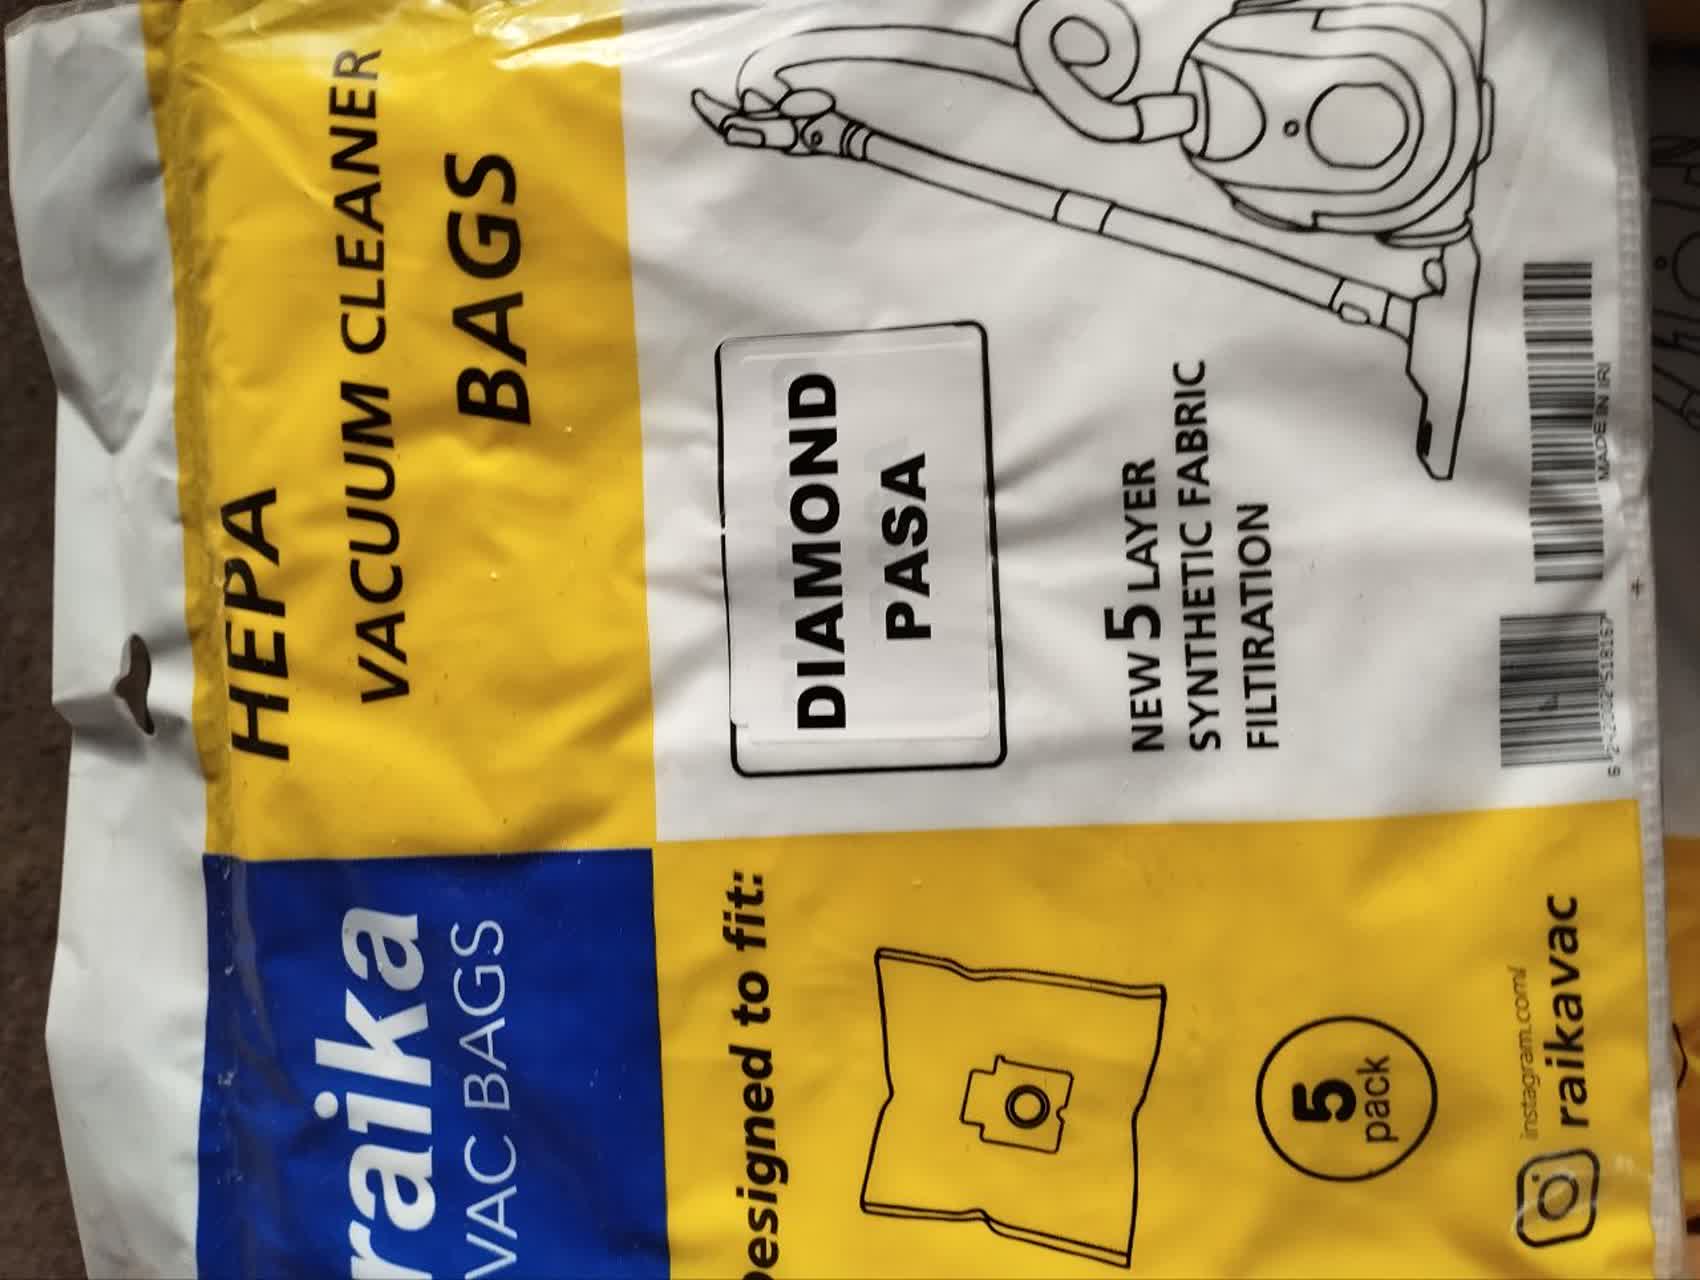 HEPA
VACUUM CLEANER
BAGS
raika
VAC BAGS
esigned to fit:
DIAMOND
PASA
NEW 5 LAYER
SYNTHETIC FABRIC
FILTIRATION
5
pack
instagram.com/
raikavac
MADE IN IRI